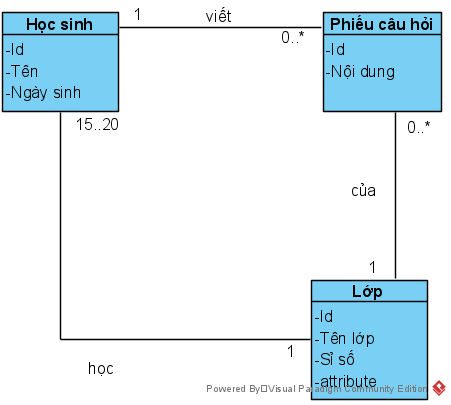 Học sinh
-Id
-Tên
-Ngày sinh
1
viết
0..*
Phiếu câu hỏi
-Id
-Nội dung
15..20
0..*
của
1
học
1
Lớp
-Id
-Tên lớp
-Sỉ số
-attribute
Powered By Visual Paradigm Community Edition